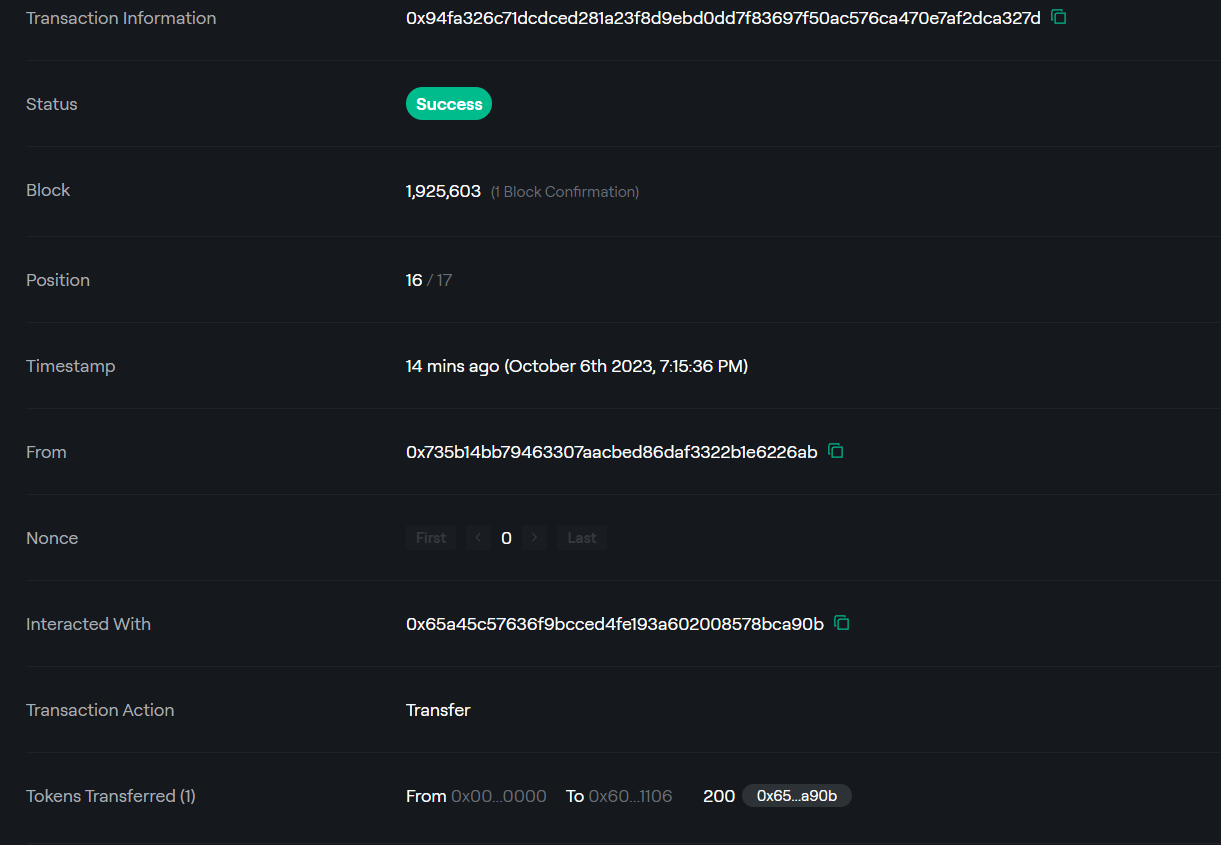 Transaction Information 0x94fa326c71dcdced281a23f8d9ebd0dd7f83697f50ac576ca470e7af2dca327d
Status Success
Block 1,925,603 (1 Block Confirmation)
Position 16 / 17
Timestamp 14 mins ago (October 6th 2023, 7:15:36 PM)
From 0x735b14bb79463307aacbed86daf3322b1e6226ab
Nonce First < 0 > Last
Interacted With 0x65a45c57636f9bcced4fe193a602008578bca90b
Transaction Action Transfer
Tokens Transferred (1) From 0x00...0000 To 0x60...1106 200 0x65...a90b